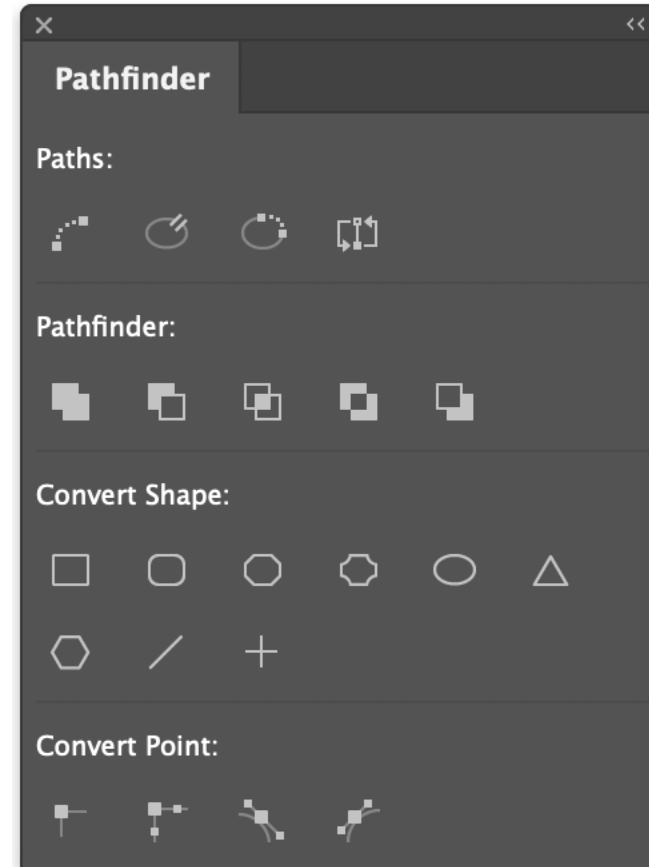 Pathfinder
Paths:
Pathfinder:
Convert Shape:
Convert Point: